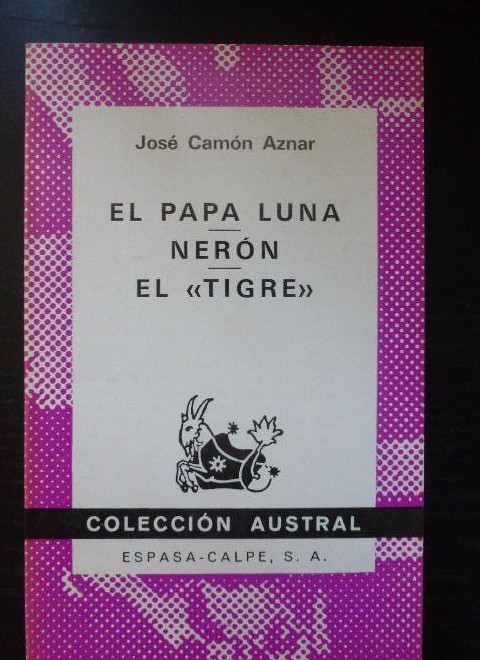 José Camón Aznar
EL PAPA LUNA
NERÓN
EL «TIGRE»
COLECCIÓN AUSTRAL
ESPASA-CALPE, S. A.